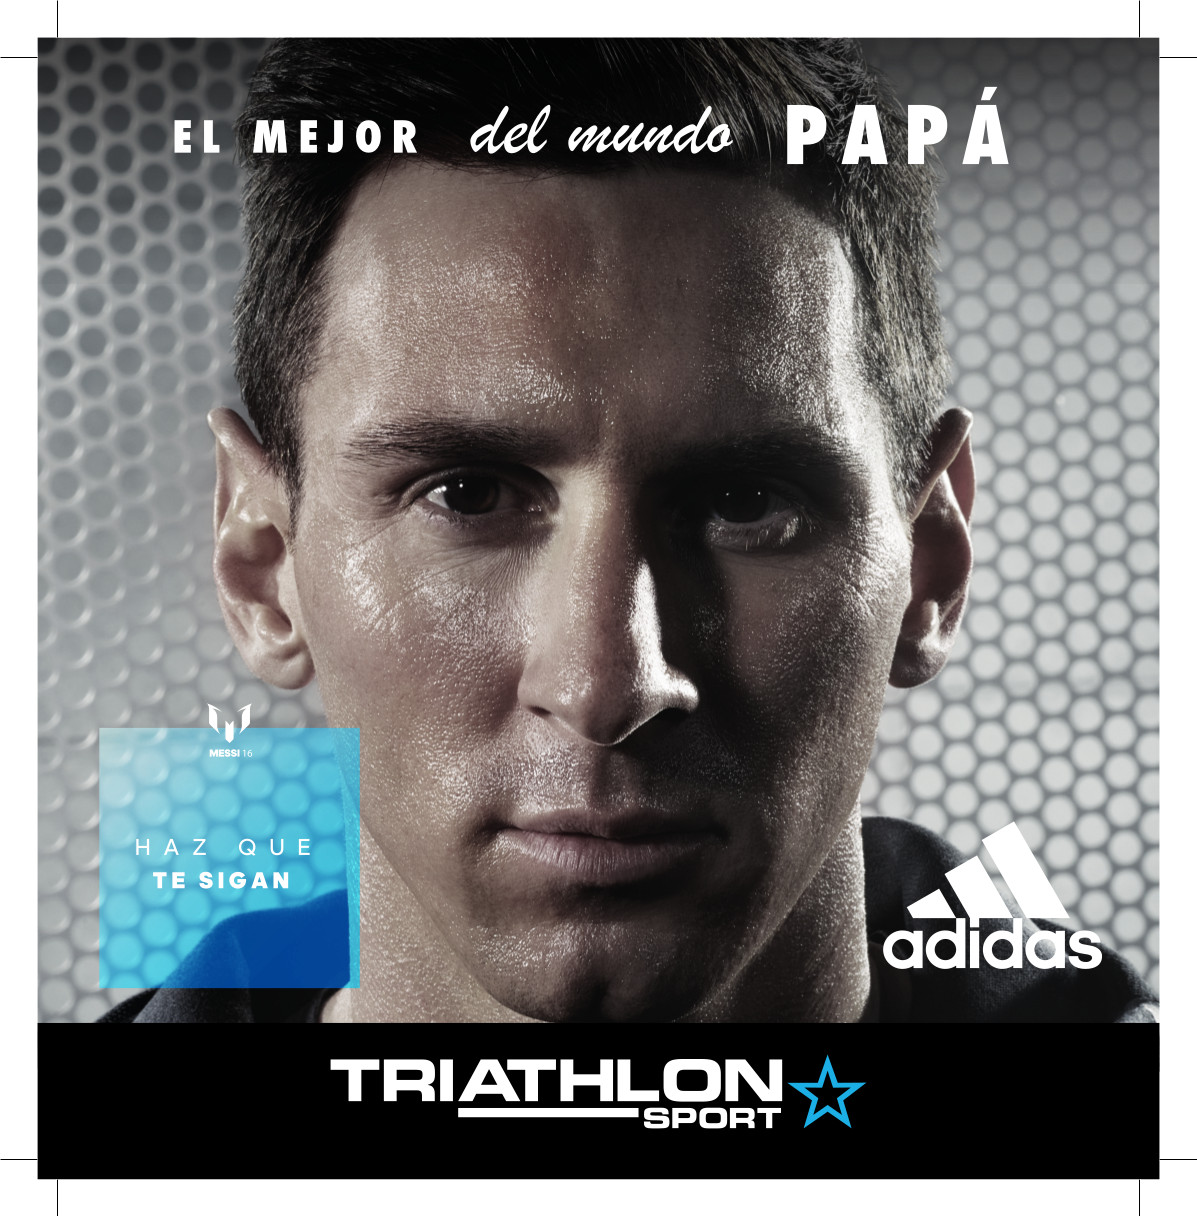 EL MEJOR del mundo PAPÁ
MESSI 16
HAZ QUE
TE SIGAN
adidas
TRIATHLON
SPORT